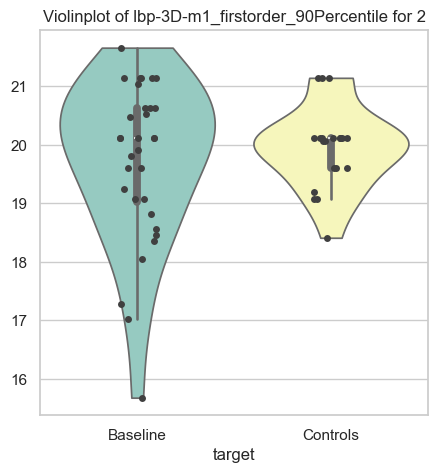 Violinplot of lbp-3D-m1_firstorder_90Percentile for 2
21
20
19
18
17
16
Baseline Controls
target